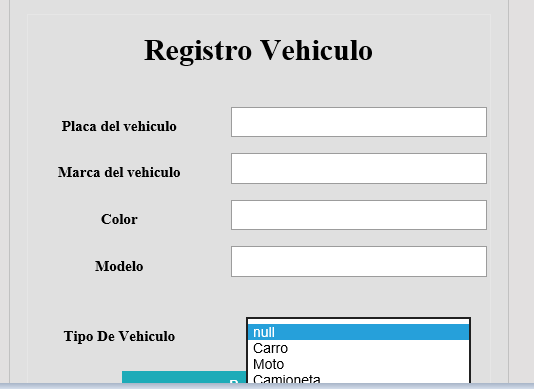 Registro Vehiculo
Placa del vehiculo
Marca del vehiculo
Color
Modelo
Tipo De Vehiculo
null
Carro
Moto
Camioneta